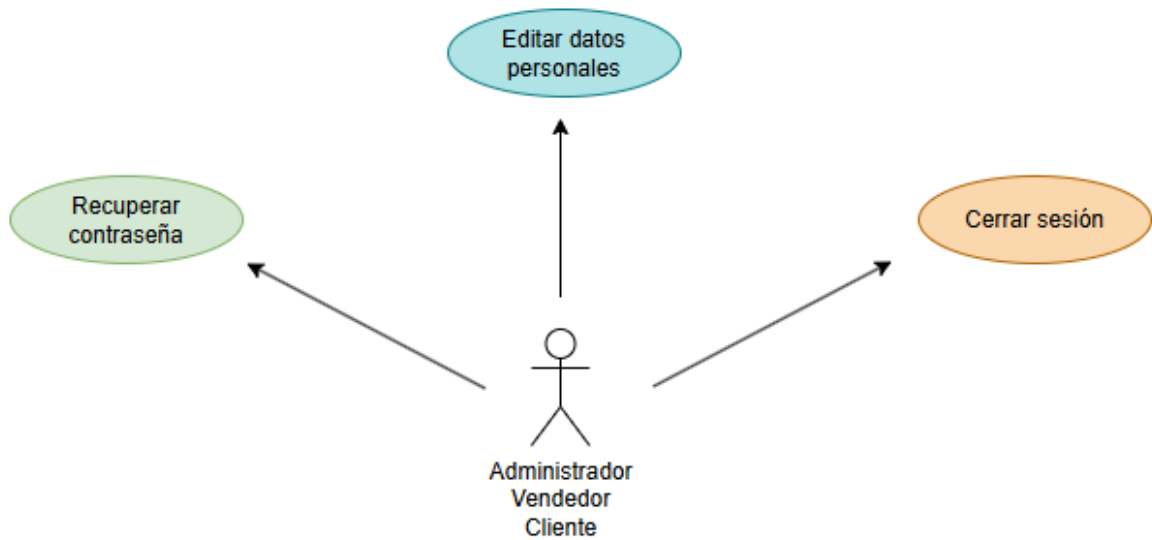 Editar datos
personales
Recuperar
contraseña
Cerrar sesión
Administrador
Vendedor
Cliente